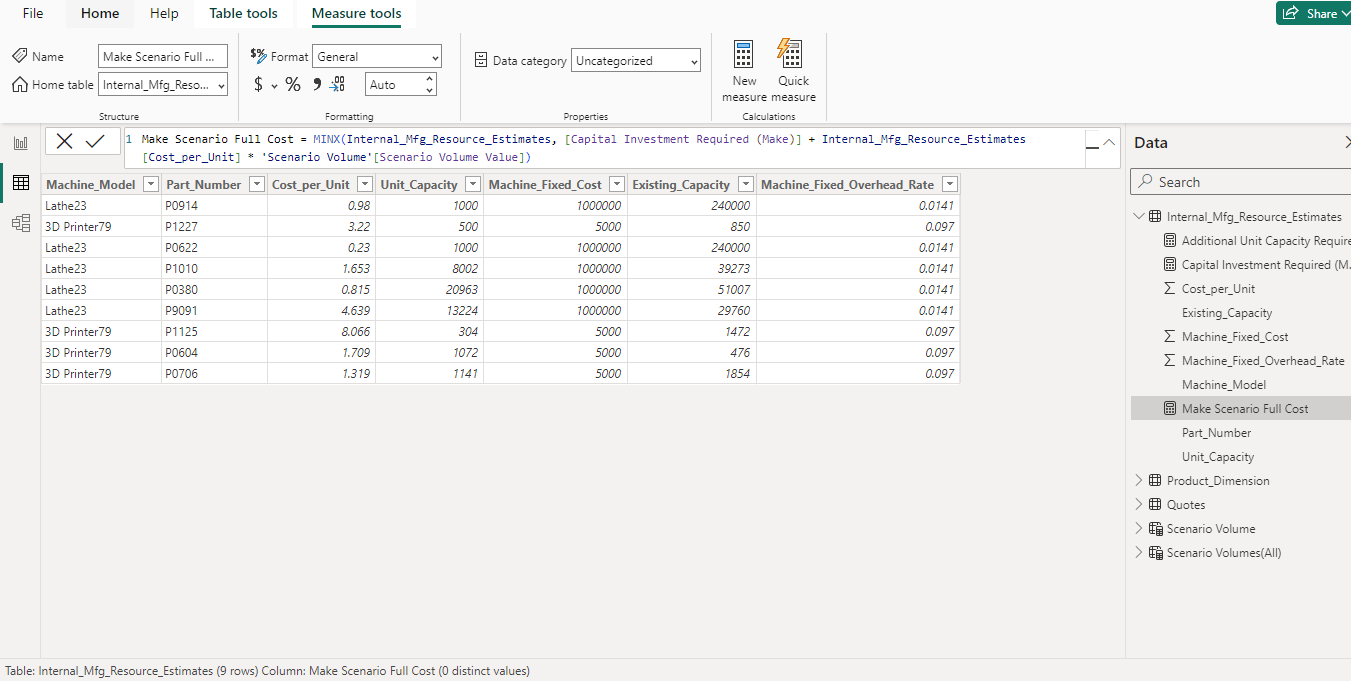 File Home Help Table tools Measure tools Share
Name Make Scenario Full ... Format General Data category Uncategorized New measure Quick measure
Home table Internal_Mfg_Reso... $ % Auto
Structure Formatting Properties Calculations
1 Make Scenario Full Cost = MINX(Internal_Mfg_Resource_Estimates, [Capital Investment Required (Make)] + Internal_Mfg_Resource_Estimates
[Cost_per_Unit] * 'Scenario Volume'[Scenario Volume Value])
Machine_Model Part_Number Cost_per_Unit Unit_Capacity Machine_Fixed_Cost Existing_Capacity Machine_Fixed_Overhead_Rate
Lathe23 P0914 0.98 1000 1000000 240000 0.0141
3D Printer79 P1227 3.22 500 5000 850 0.097
Lathe23 P0622 0.23 1000 1000000 240000 0.0141
Lathe23 P1010 1.653 8002 1000000 39273 0.0141
Lathe23 P0380 0.815 20963 1000000 51007 0.0141
Lathe23 P9091 4.639 13224 1000000 29760 0.0141
3D Printer79 P1125 8.066 304 5000 1472 0.097
3D Printer79 P0604 1.709 1072 5000 476 0.097
3D Printer79 P0706 1.319 1141 5000 1854 0.097
Data
Search
Internal_Mfg_Resource_Estimates
Additional Unit Capacity Require
Capital Investment Required (M...
Cost_per_Unit
Existing_Capacity
Machine_Fixed_Cost
Machine_Fixed_Overhead_Rate
Machine_Model
Make Scenario Full Cost
Part_Number
Unit_Capacity
Product_Dimension
Quotes
Scenario Volume
Scenario Volumes(All)
Table: Internal_Mfg_Resource_Estimates (9 rows) Column: Make Scenario Full Cost (0 distinct values)